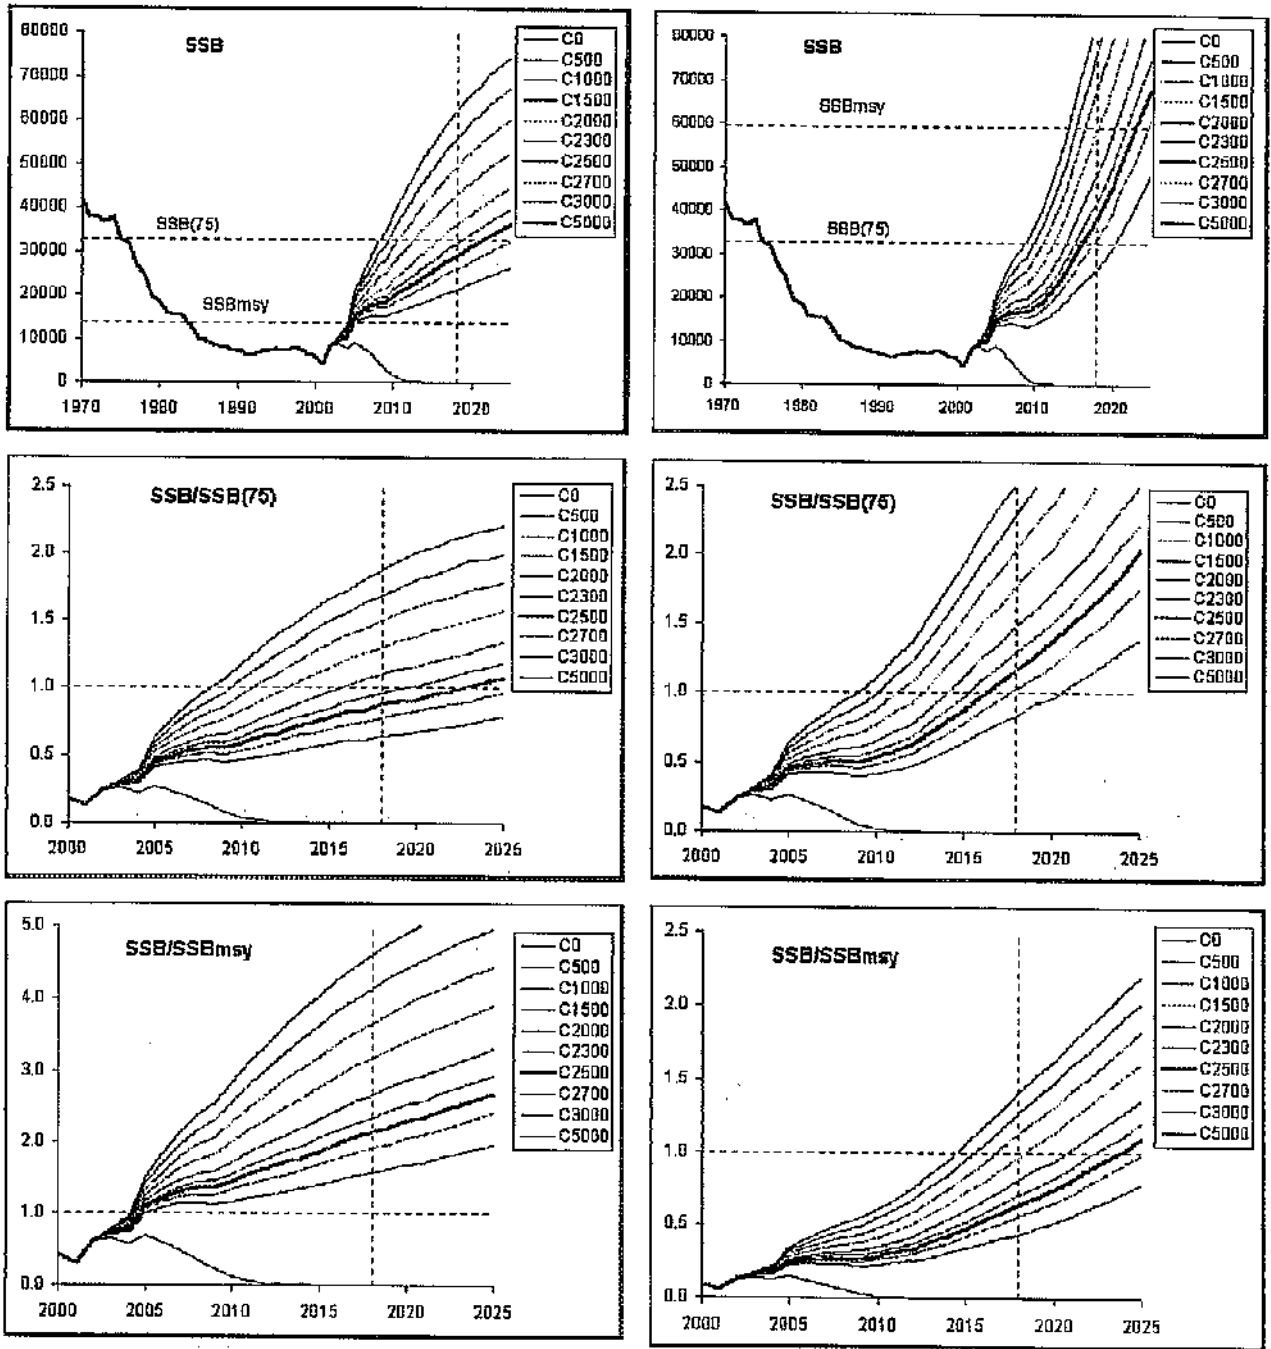 SSB
80000
70000
60000
50000
40000
30000
20000
10000
0
SSB(75)
SSBmsy
1970 1980 1990 2000 2010 2020
C0
C500
C1000
C1500
C2000
C2300
C2500
C2700
C3000
C5000
SSB
80000
70000
60000
50000
40000
30000
20000
10000
0
SSBmsy
SSB(75)
1970 1980 1990 2000 2010 2020
C0
C500
C1000
C1500
C2000
C2300
C2500
C2700
C3000
C5000
SSB/SSB(75)
2.5
2.0
1.5
1.0
0.5
0.0
2000 2005 2010 2015 2020 2025
C0
C500
C1000
C1500
C2000
C2300
C2500
C2700
C3000
C5000
SSB/SSB(75)
2.5
2.0
1.5
1.0
0.5
0.0
2000 2005 2010 2015 2020 2025
C0
C500
C1000
C1500
C2000
C2300
C2500
C2700
C3000
C5000
SSB/SSBmsy
5.0
4.0
3.0
2.0
1.0
0.0
2000 2005 2010 2015 2020 2025
C0
C500
C1000
C1500
C2000
C2300
C2500
C2700
C3000
C5000
SSB/SSBmsy
2.5
2.0
1.5
1.0
0.5
0.0
2000 2005 2010 2015 2020 2025
C0
C500
C1000
C1500
C2000
C2300
C2500
C2700
C3000
C5000